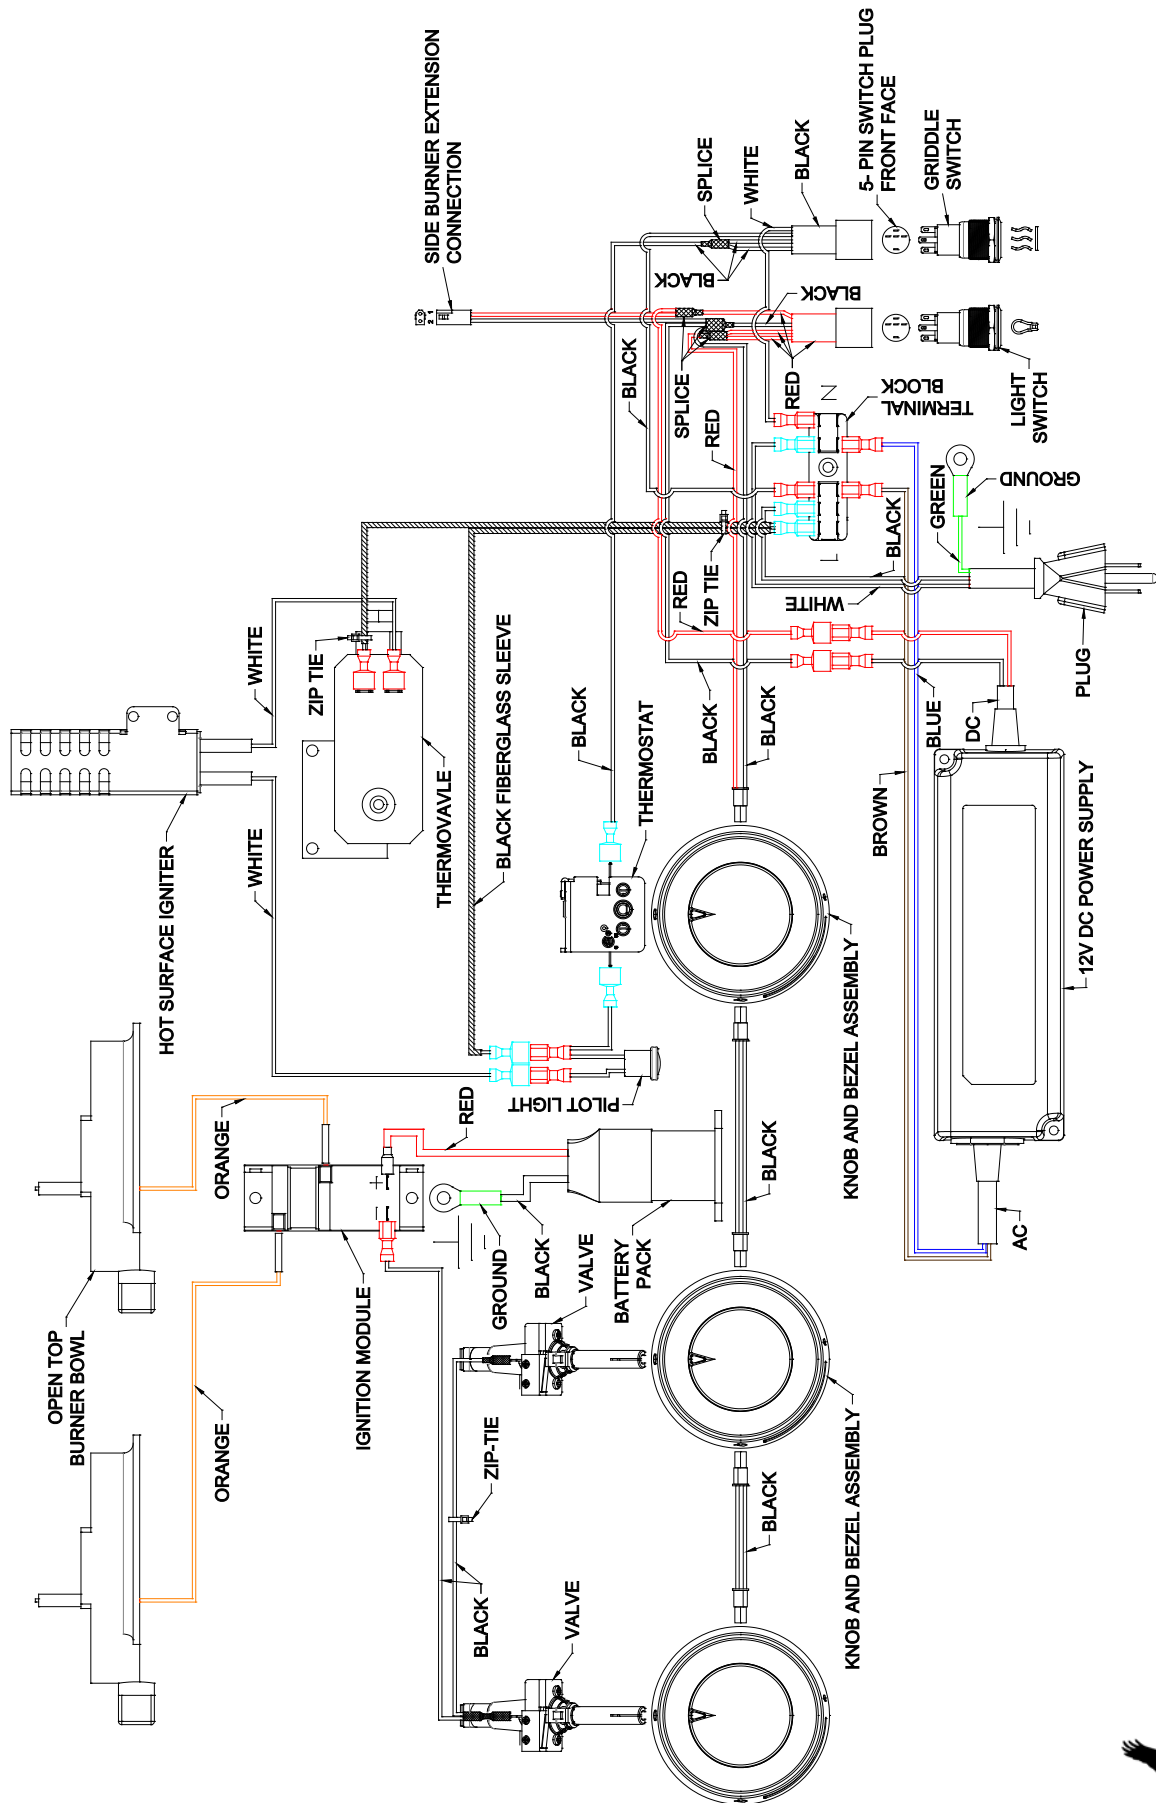 SIDE BURNER EXTENSION
CONNECTION
2 1
SPLICE
WHITE
BLACK
5- PIN SWITCH PLUG
FRONT FACE
GRIDDLE
SWITCH
BLACK
BLACK
BLACK
SPLICE
RED
RED
N
TERMINAL
BLOCK
LIGHT
SWITCH
HOT SURFACE IGNITER
WHITE
WHITE
ZIP TIE
THERMOVAVLE
BLACK FIBERGLASS SLEEVE
BLACK
THERMOSTAT
RED
ZIP TIE
BLACK
BLACK
L
WHITE
BLACK
GREEN
GROUND
PLUG
BLUE
DC
BROWN
12V DC POWER SUPPLY
AC
KNOB AND BEZEL ASSEMBLY
PILOT LIGHT
RED
BLACK
OPEN TOP
BURNER BOWL
ORANGE
ORANGE
IGNITION MODULE
+
-
GROUND
BLACK
VALVE
BATTERY
PACK
ZIP-TIE
BLACK
VALVE
KNOB AND BEZEL ASSEMBLY
BLACK
KNOB AND BEZEL ASSEMBLY